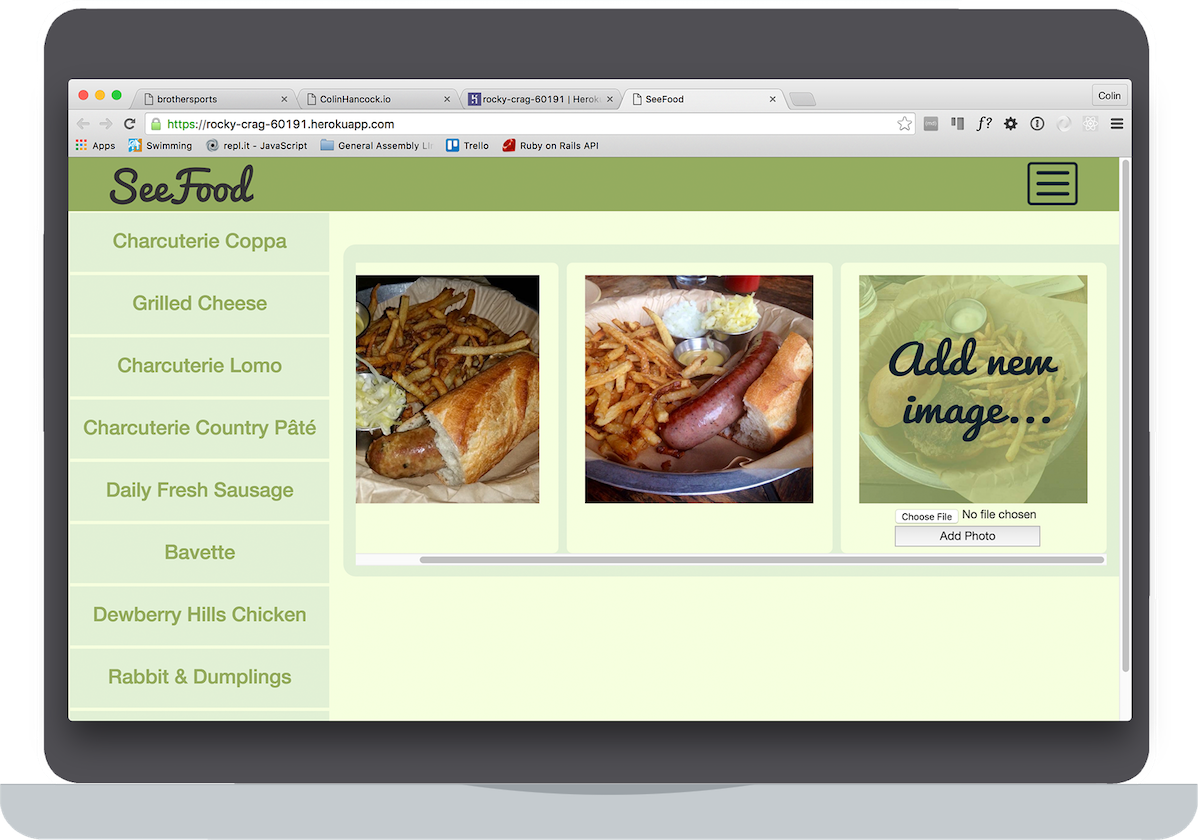 brothersports
ColinHancock.io
rocky-crag-60191 | Herok
SeeFood
Colin
https://rocky-crag-60191.herokuapp.com
f?
Apps
Swimming
repl.it - JavaScript
General Assembly
Trello
Ruby on Rails API
SeeFood
Charcuterie Coppa
Grilled Cheese
Charcuterie Lomo
Charcuterie Country Pâté
Daily Fresh Sausage
Bavette
Dewberry Hills Chicken
Rabbit & Dumplings
Add new
image...
Choose File No file chosen
Add Photo